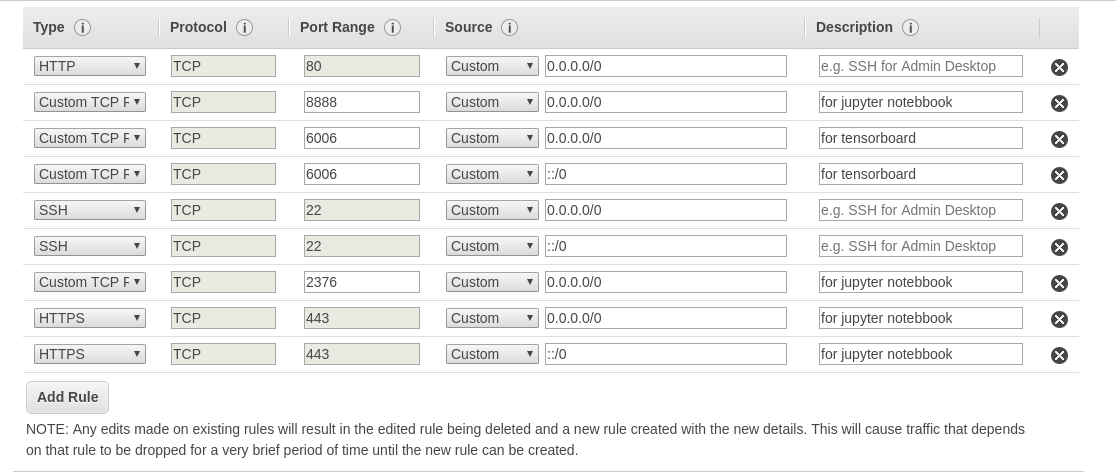 Type Protocol Port Range Source Description
HTTP TCP 80 Custom 0.0.0.0/0 e.g. SSH for Admin Desktop
Custom TCP F TCP 8888 Custom 0.0.0.0/0 for jupyter notebbook
Custom TCP F TCP 6006 Custom 0.0.0.0/0 for tensorboard
Custom TCP F TCP 6006 Custom ::/0 for tensorboard
SSH TCP 22 Custom 0.0.0.0/0 e.g. SSH for Admin Desktop
SSH TCP 22 Custom ::/0 e.g. SSH for Admin Desktop
Custom TCP F TCP 2376 Custom 0.0.0.0/0 for jupyter notebbook
HTTPS TCP 443 Custom 0.0.0.0/0 for jupyter notebbook
HTTPS TCP 443 Custom ::/0 for jupyter notebbook
Add Rule
NOTE: Any edits made on existing rules will result in the edited rule being deleted and a new rule created with the new details. This will cause traffic that depends
on that rule to be dropped for a very brief period of time until the new rule can be created.